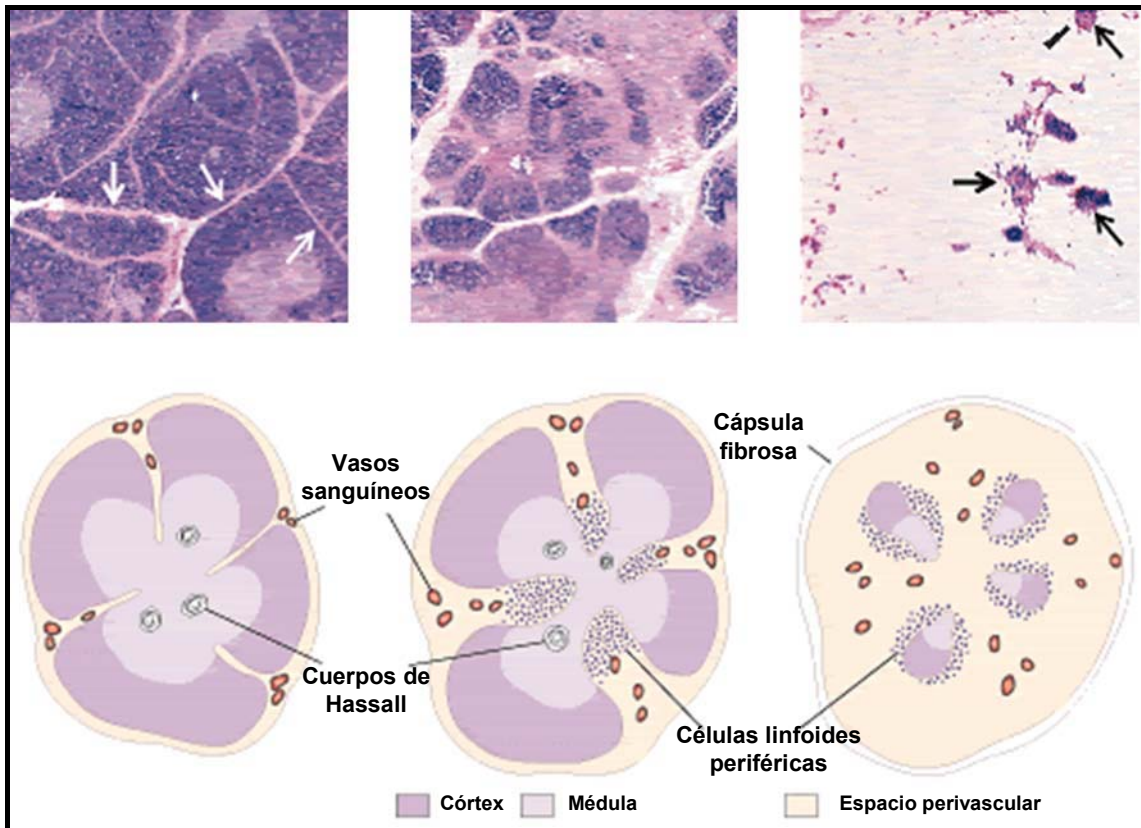 Cápsula
fibrosa
Vasos
sanguíneos
Cuerpos de
Hassall
Células linfoides
periféricas
Córtex
Médula
Espacio perivascular